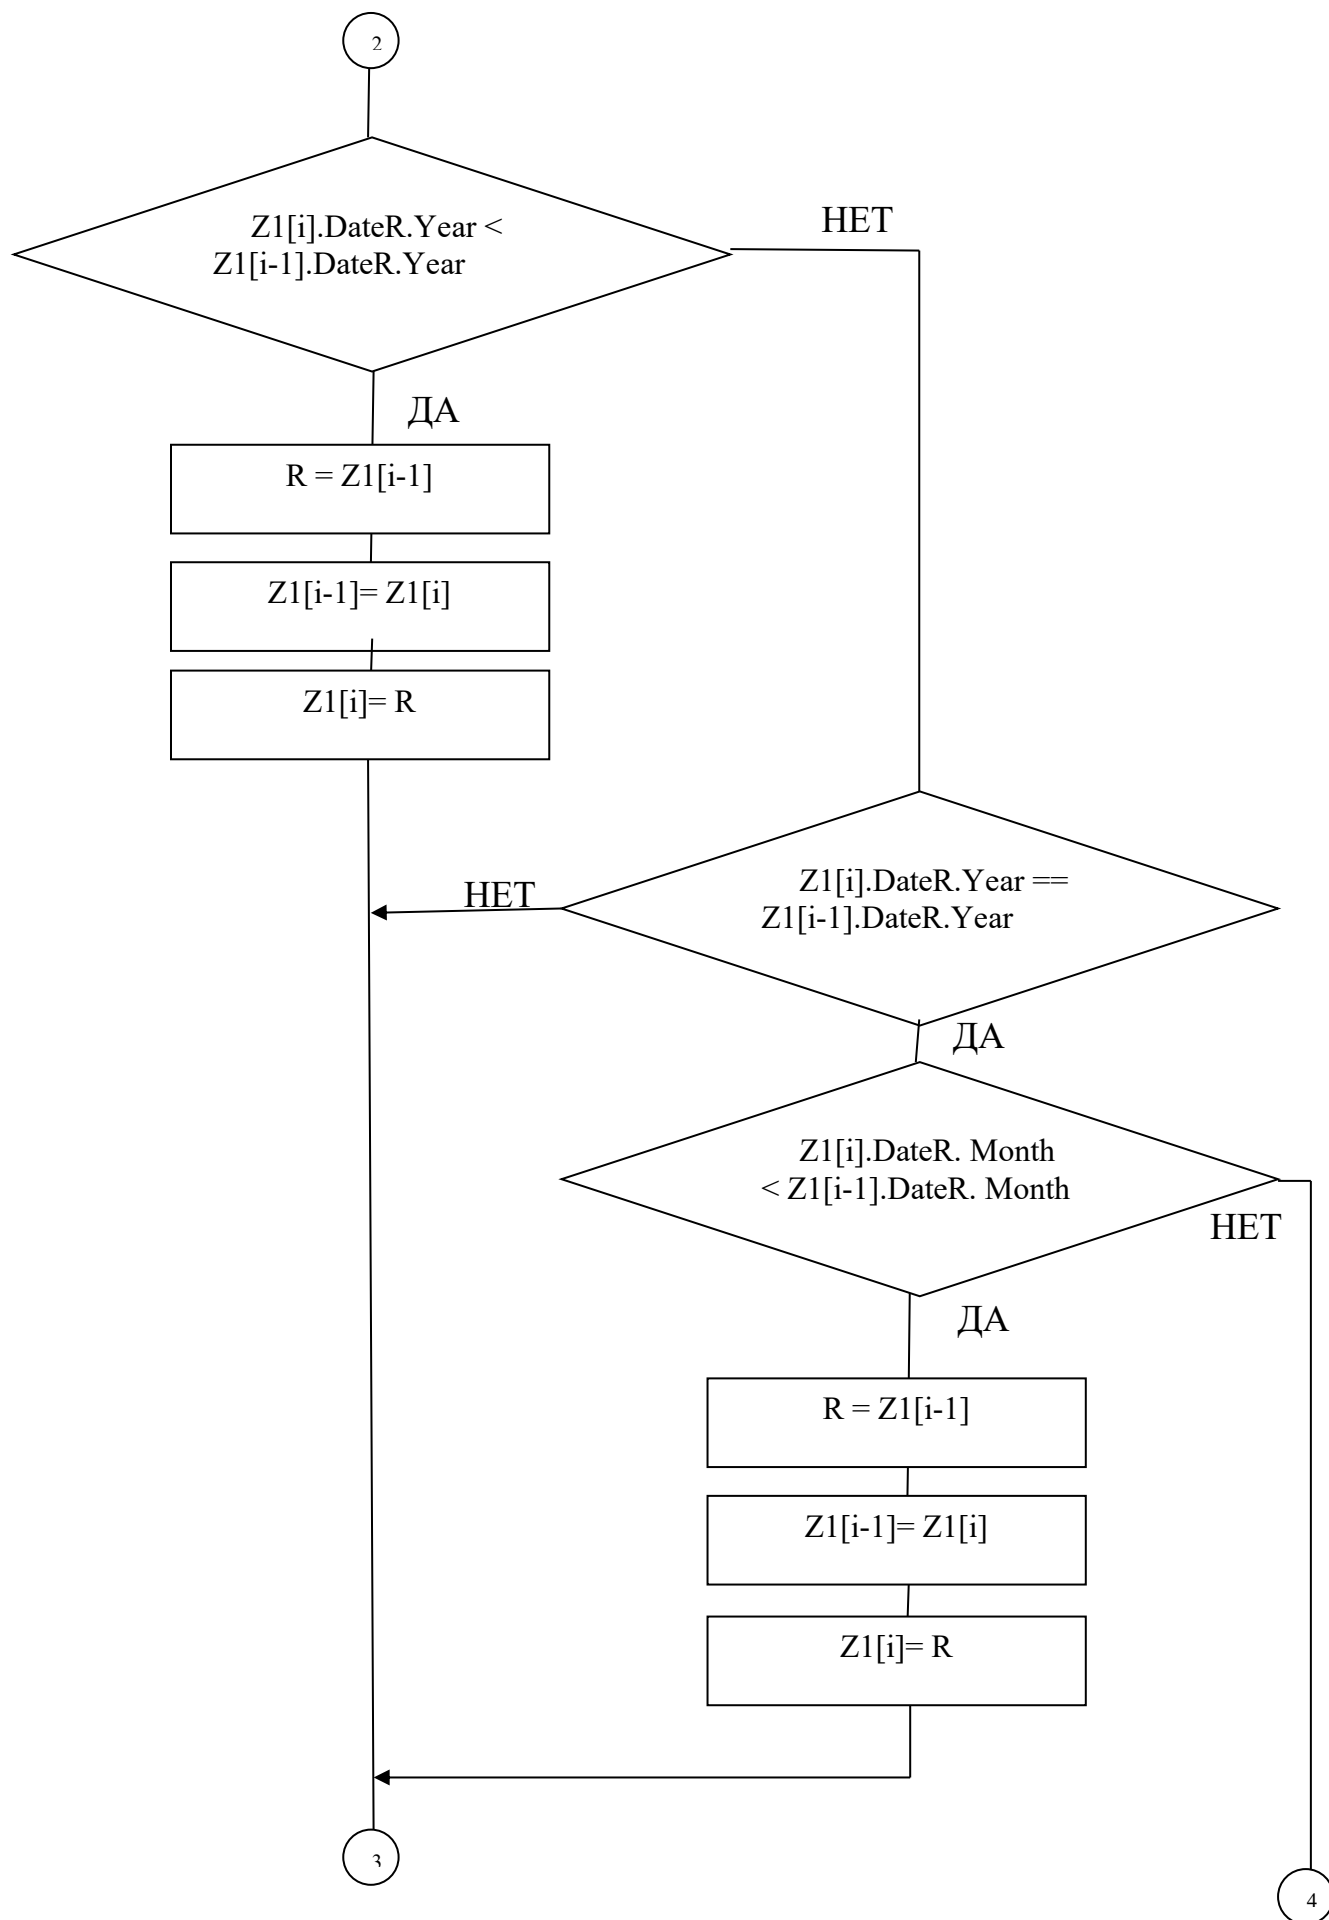 2
Z1[i].DateR.Year <
Z1[i-1].DateR.Year
НЕТ
ДА
R = Z1[i-1]
Z1[i-1]= Z1[i]
Z1[i]= R
Z1[i].DateR.Year ==
Z1[i-1].DateR.Year
НЕТ
ДА
Z1[i].DateR. Month
< Z1[i-1].DateR. Month
НЕТ
ДА
R = Z1[i-1]
Z1[i-1]= Z1[i]
Z1[i]= R
3
4